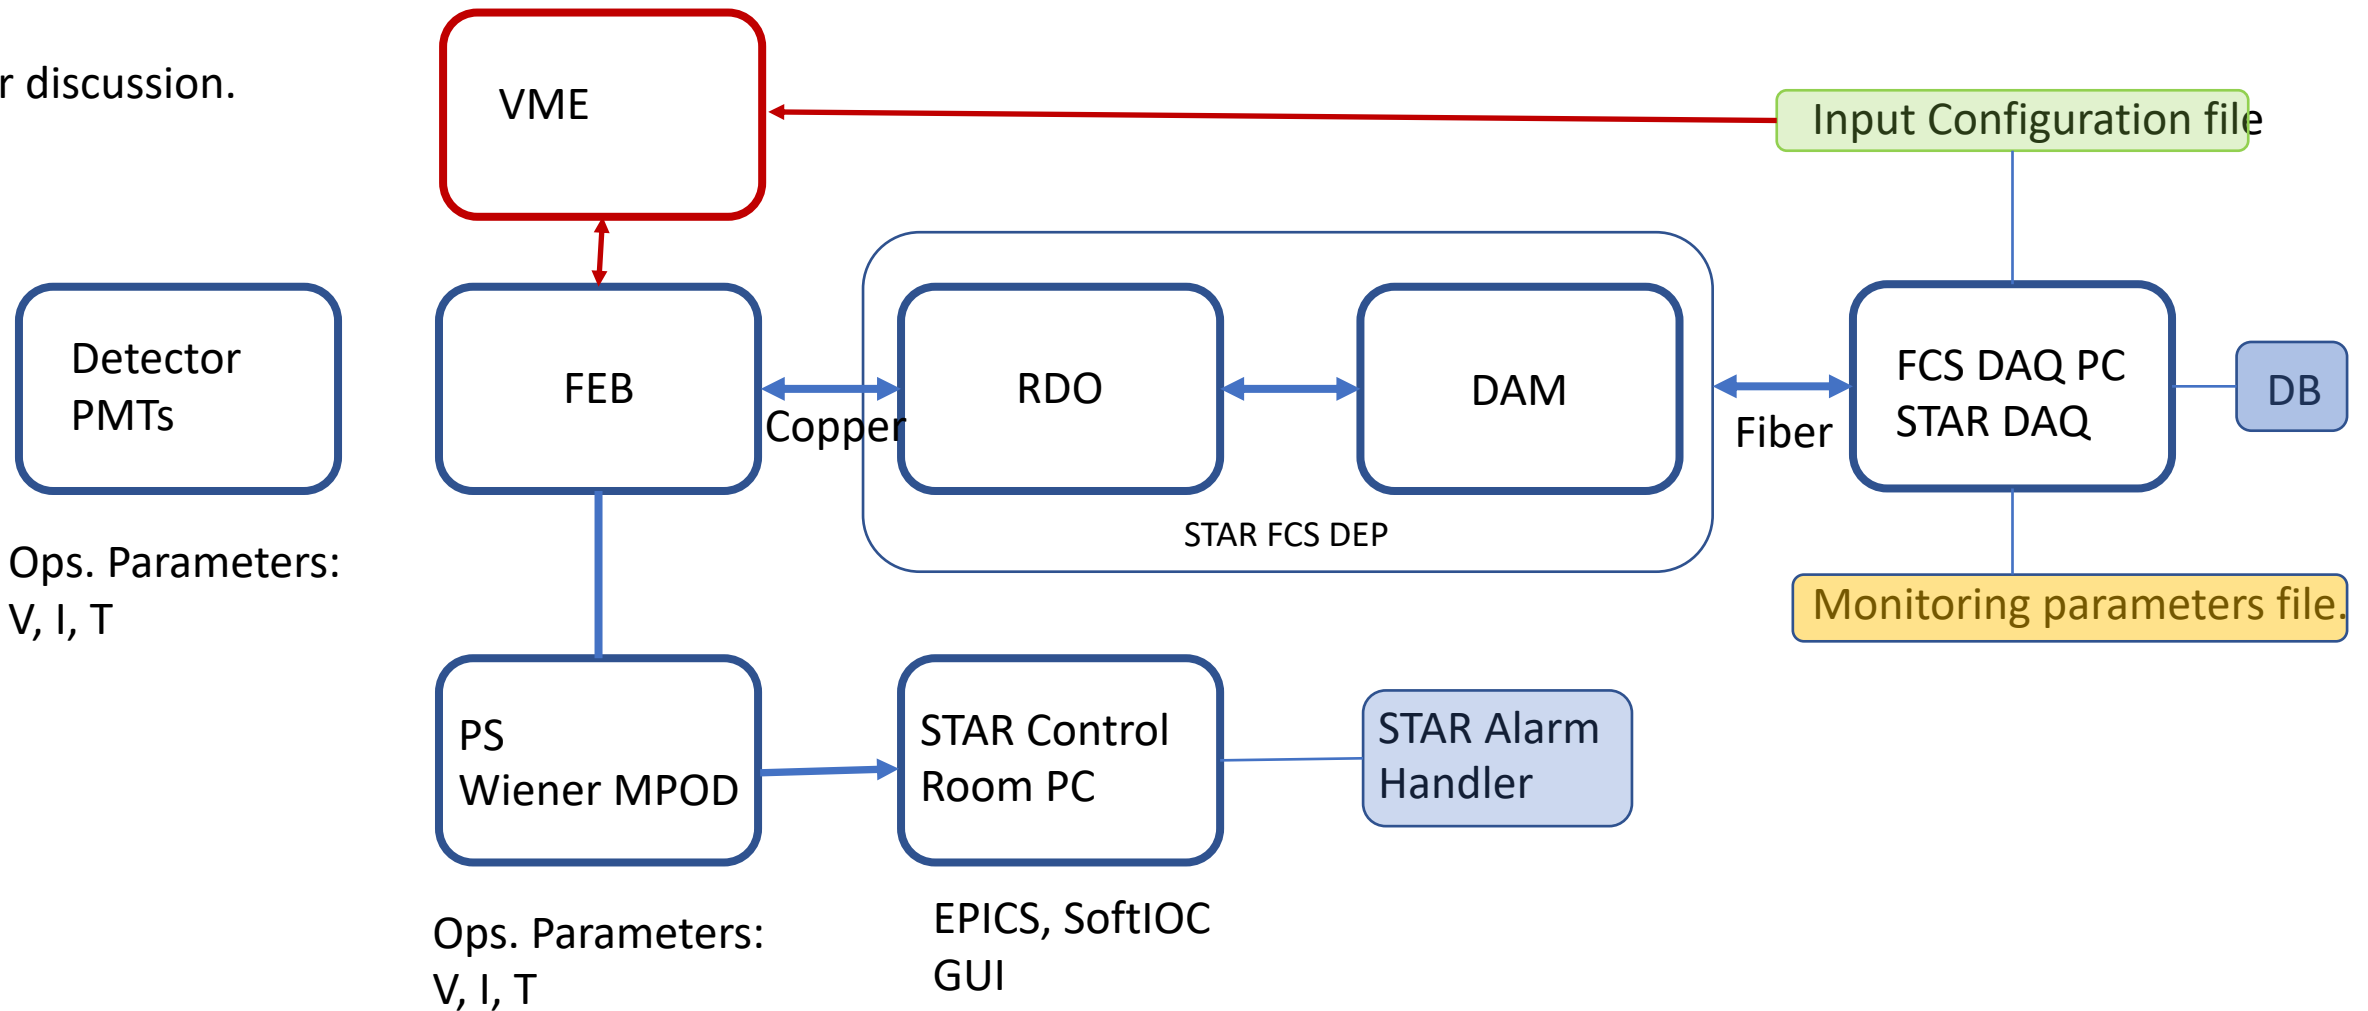 r discussion.
VME
Input Configuration file
Detector
PMTs
FEB
Copper
RDO
DAM
STAR FCS DEP
Fiber
FCS DAQ PC
STAR DAQ
DB
Ops. Parameters:
V, I, T
Monitoring parameters file.
PS
Wiener MPOD
STAR Control
Room PC
STAR Alarm
Handler
Ops. Parameters:
V, I, T
EPICS, SoftIOC
GUI